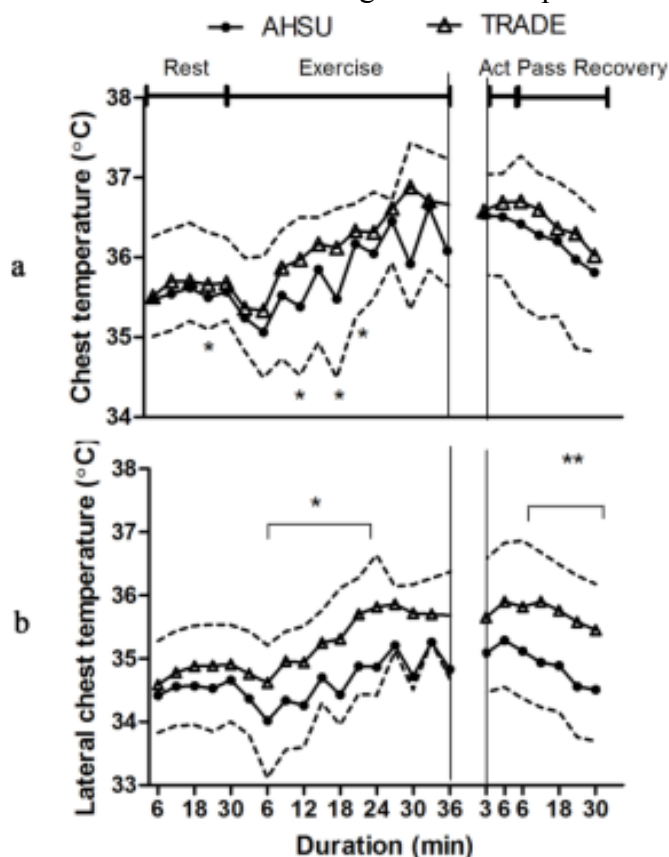 AHSU TRADE
Rest Exercise Act Pass Recovery
38
37
36
35
34
Chest temperature (°C)
a
*
*
*
*
38
37
36
35
34
33
Lateral chest temperature (°C)
b
*
**
6 18 30 6 12 18 24 30 36 3 6 6 18 30
Duration (min)